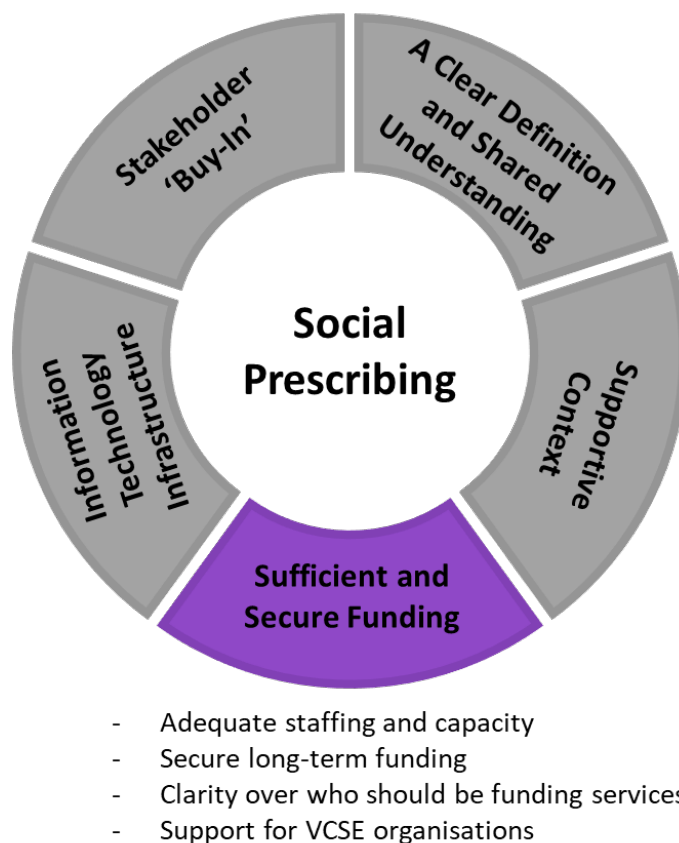 Stakeholder
'Buy-In'
A Clear Definition
and Shared
Understanding
Social
Prescribing
Information
Technology
Infrastructure
Supportive
Context
Sufficient and
Secure Funding
- Adequate staffing and capacity
- Secure long-term funding
- Clarity over who should be funding services
- Support for VCSE organisations